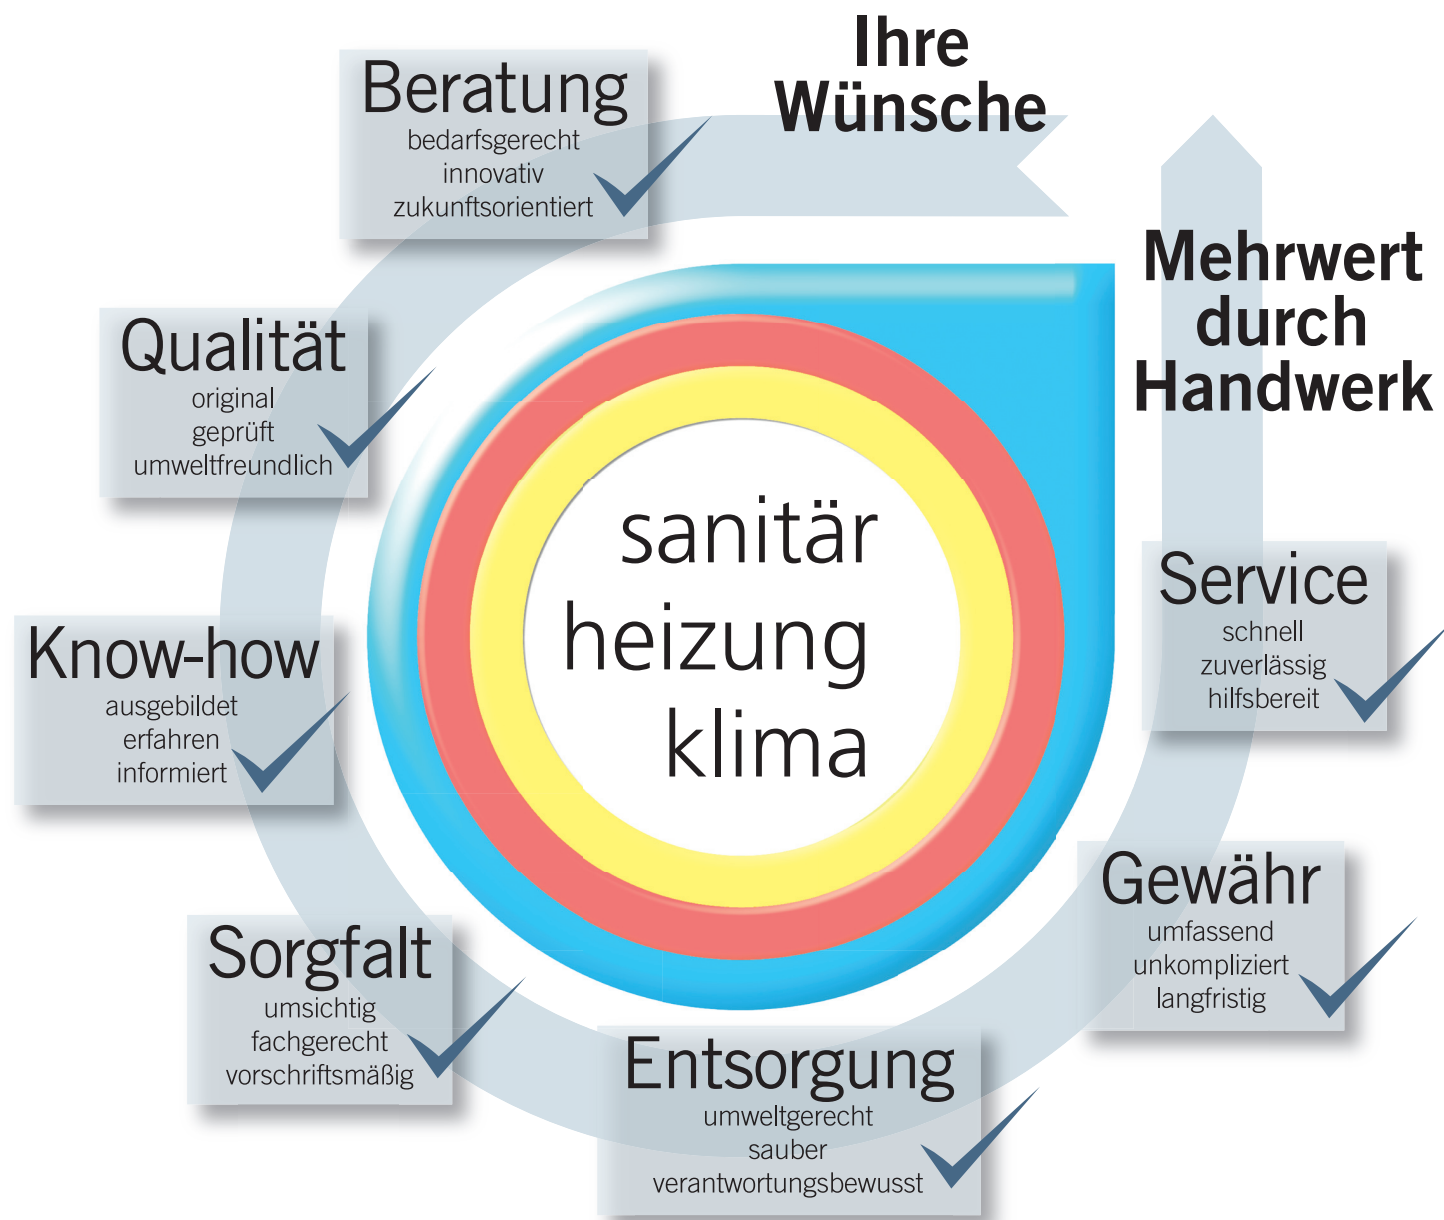 Ihre
Wünsche
Beratung
bedarfsgerecht
innovativ
zukunftsorientiert
Qualität
original
geprüft
umweltfreundlich
Know-how
ausgebildet
erfahren
informiert
Sorgfalt
umsichtig
fachgerecht
vorschriftsmäßig
Entsorgung
umweltgerecht
sauber
verantwortungsbewusst
Gewähr
umfassend
unkompliziert
langfristig
Service
schnell
zuverlässig
hilfsbereit
Mehrwert
durch
Handwerk
sanitär
heizung
klima